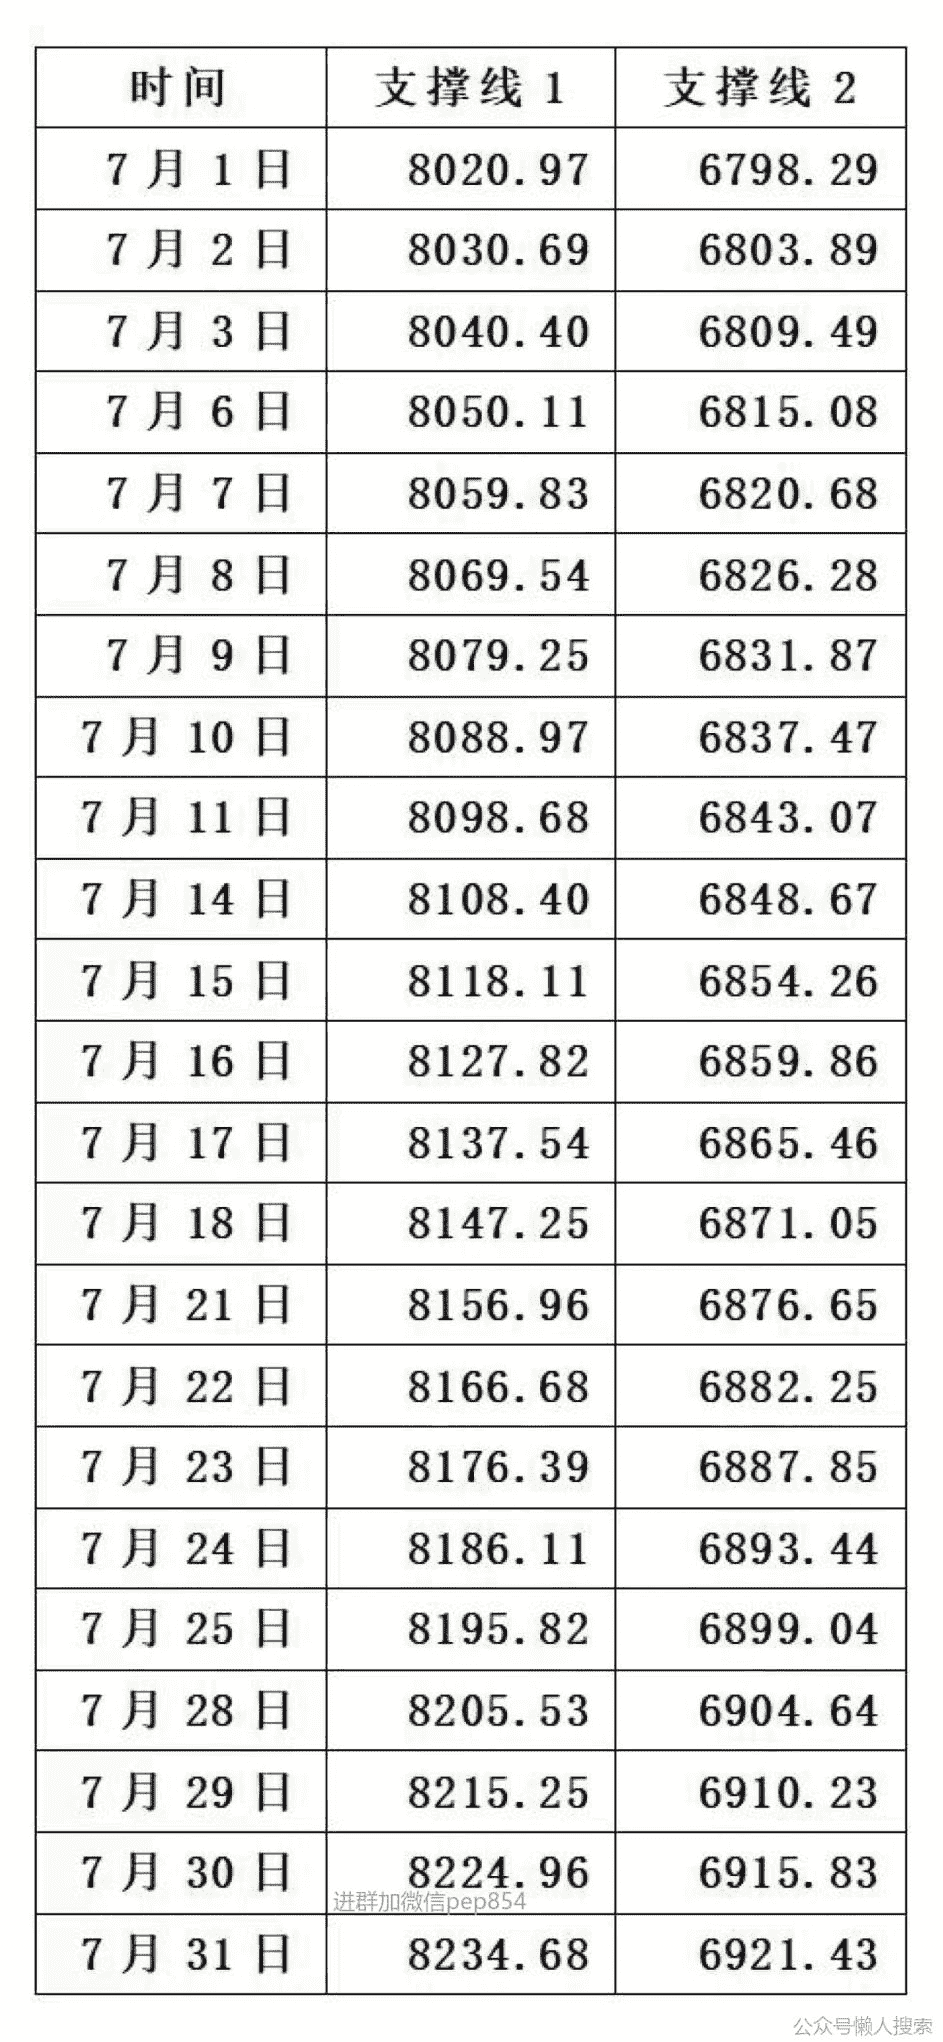 时间 支撑线1 支撑线2
7月1日 8020.97 6798.29
7月2日 8030.69 6803.89
7月3日 8040.40 6809.49
7月6日 8050.11 6815.08
7月7日 8059.83 6820.68
7月8日 8069.54 6826.28
7月9日 8079.25 6831.87
7月10日 8088.97 6837.47
7月11日 8098.68 6843.07
7月14日 8108.40 6848.67
7月15日 8118.11 6854.26
7月16日 8127.82 6859.86
7月17日 8137.54 6865.46
7月18日 8147.25 6871.05
7月21日 8156.96 6876.65
7月22日 8166.68 6882.25
7月23日 8176.39 6887.85
7月24日 8186.11 6893.44
7月25日 8195.82 6899.04
7月28日 8205.53 6904.64
7月29日 8215.25 6910.23
7月30日 8224.96 6915.83
进群加微信pep854
7月31日 8234.68 6921.43
公众号懒人搜索